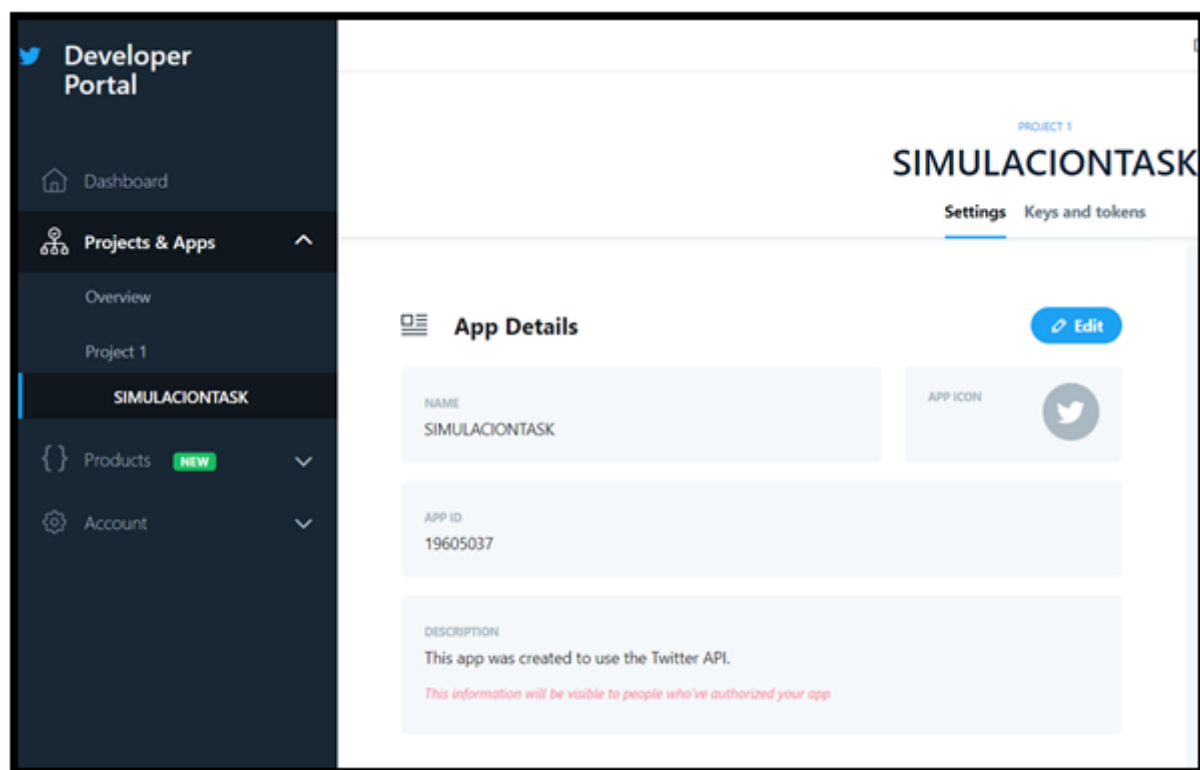 Developer
Portal
Dashboard
Projects & Apps
Overview
Project 1
SIMULACIONTASK
Products NEW
Account
PROJECT 1
SIMULACIONTASK
Settings Keys and tokens
App Details
Edit
NAME
SIMULACIONTASK
APP ICON
APP ID
19605037
DESCRIPTION
This app was created to use the Twitter API.
This information will be visible to people who've authorized your app